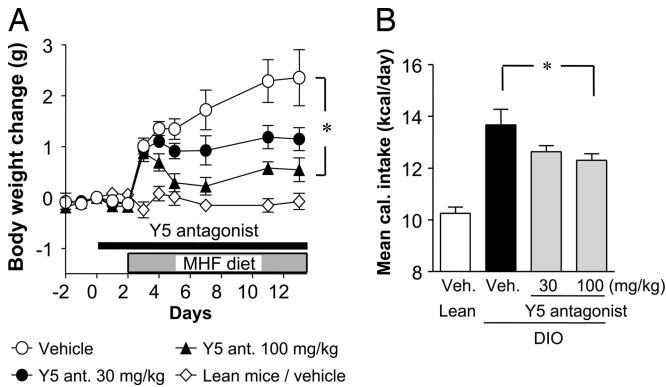 A
Body weight change (g)
3
2
1
0
-1
Y5 antagonist
MHF diet
-2 0 2 4 6 8 10 12
Days
Vehicle
Y5 ant. 100 mg/kg
Y5 ant. 30 mg/kg
Lean mice / vehicle
*
B
Mean cal. intake (kcal/day)
16
14
12
10
8
*
Veh. Veh. 30 100 (mg/kg)
Lean Y5 antagonist
DIO